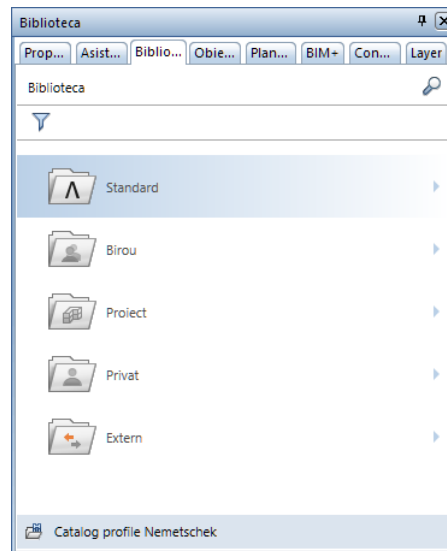 Biblioteca
Prop... Asist... Biblio... Obie... Plan... BIM+ Con... Layer
Biblioteca
Standard
Birou
Proiect
Privat
Extern
Catalog profile Nemetschek